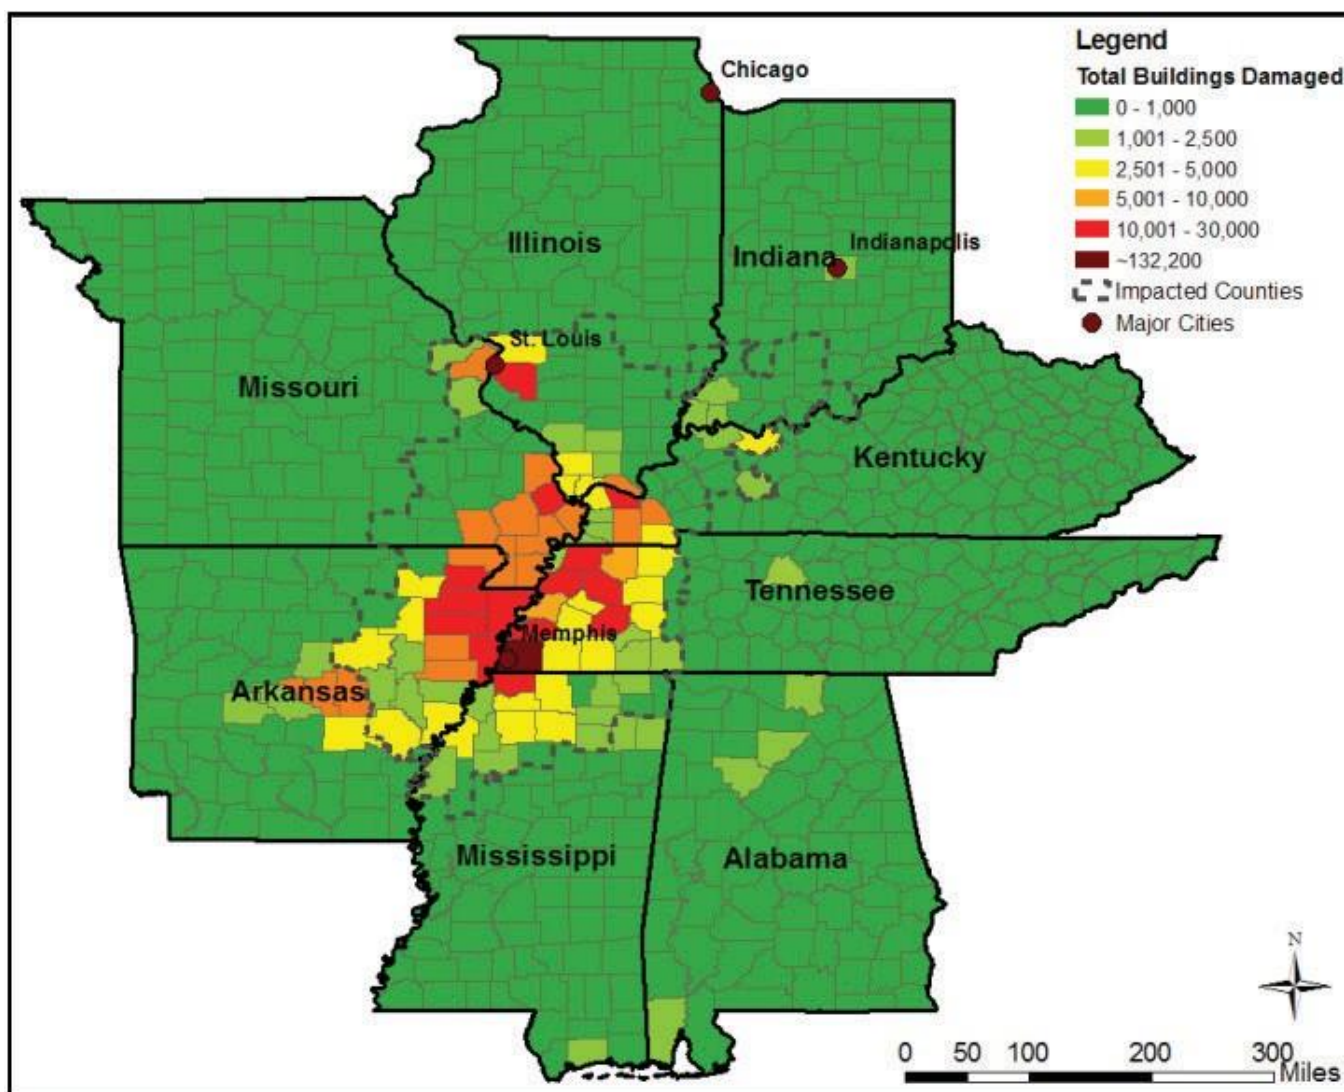 Legend
Total Buildings Damaged
0 - 1,000
1,001 - 2,500
2,501 - 5,000
5,001 - 10,000
10,001 - 30,000
~132,200
Impacted Counties
Major Cities
Chicago
Illinois
Indiana
Indianapolis
St. Louis
Missouri
Kentucky
Tennessee
Memphis
Arkansas
Mississippi
Alabama
N
0 50 100 200 300
Miles